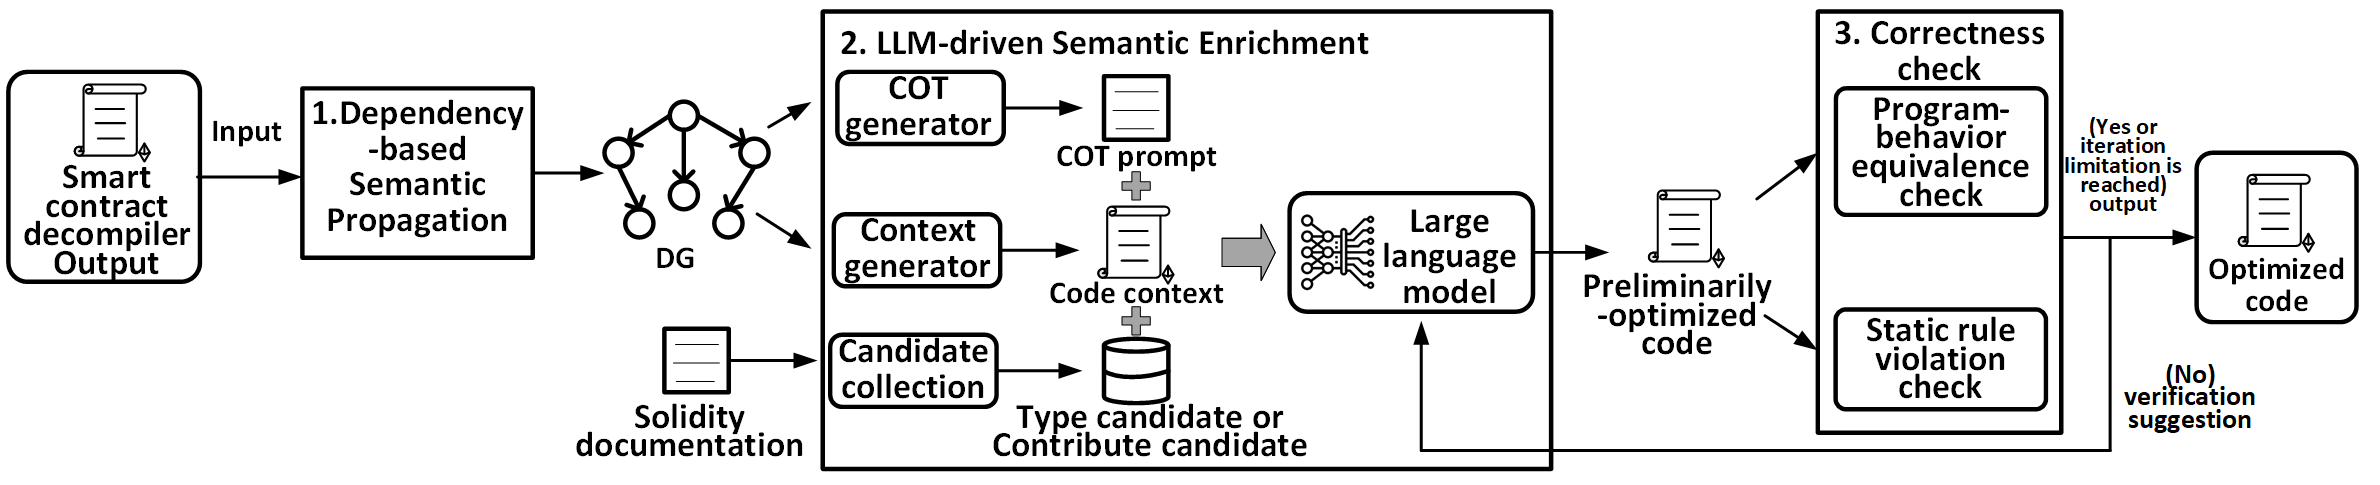 Smart
contract
decompiler
Output
Input
1.Dependency
-based
Semantic
Propagation
DG
Solidity
documentation
2. LLM-driven Semantic Enrichment
COT
generator
COT prompt
Context
generator
Code context
Candidate
collection
Type candidate or
Contribute candidate
Large
language
model
Preliminarily
-optimized
code
3. Correctness
check
Program-
behavior
equivalence
check
Static rule
violation
check
(Yes or
iteration
limitation is
reached)
output
(No)
verification
suggestion
Optimized
code